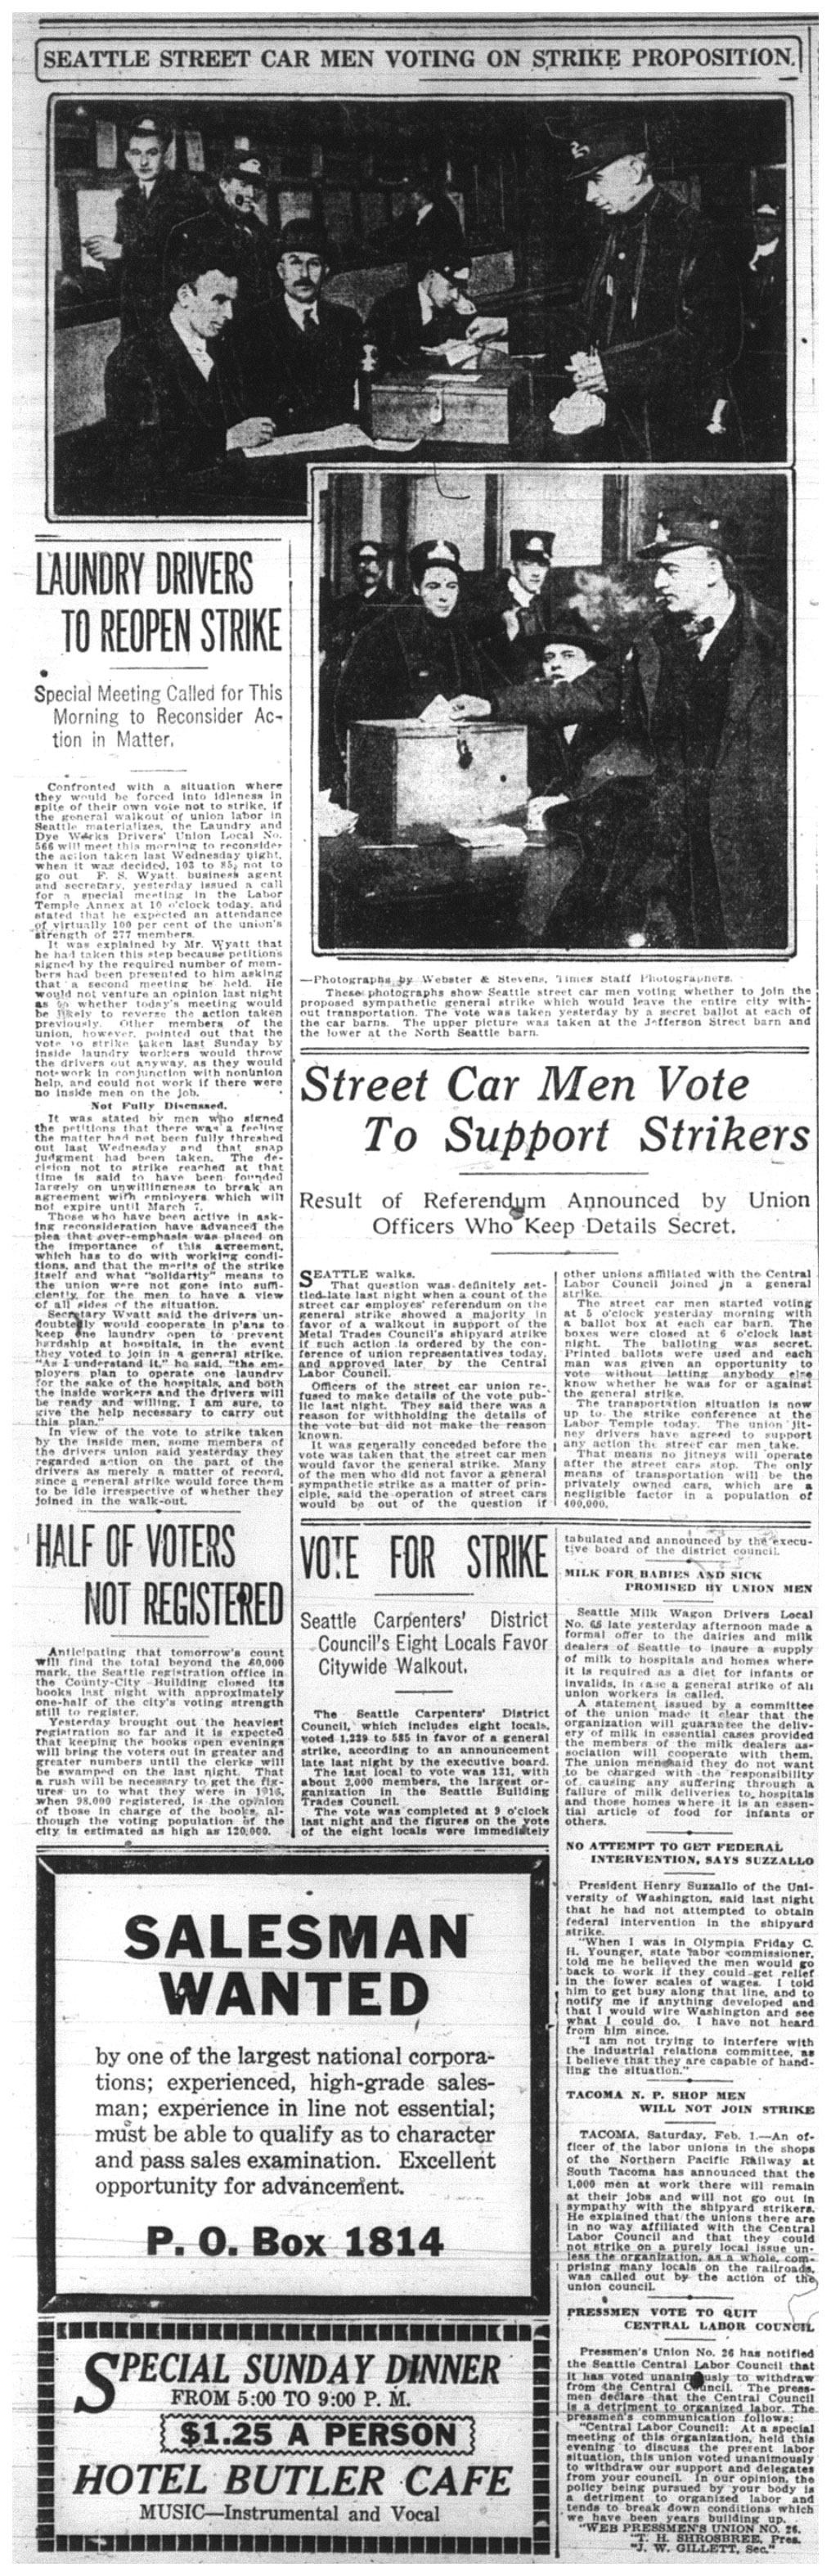 SEATTLE STREET CAR MEN VOTING ON STRIKE PROPOSITION.
LAUNDRY DRIVERS
TO REOPEN STRIKE
Special Meeting Called for This
Morning to Reconsider Ac-
tion in Matter.
Confronted with a situation where
they would be forced into idleness in
spite of their own vote not to strike, if
the general walkout of union labor in
Seattle materializes, the Laundry and
Dye Works Drivers' Union Local No.
566 will meet this morning to reconsider
the action taken last Wednesday night,
when it was decided, 103 to 85, not to
go out. F. S. Wyatt, business agent
and secretary, yesterday issued a call
for a special meeting in the Labor
Temple Annex at 10 o'clock today, and
stated that he expected an attendance
of virtually 100 per cent of the union's
strength of 277 members.
It was explained by Mr. Wyatt that
he had taken this step because petitions
signed by the required number of mem-
bers had been presented to him asking
that a second meeting be held. He
would not venture an opinion last night
as to whether today's meeting would
be likely to reverse the action taken
previously. Other members of the
union, however, pointed out that the
vote to strike taken last Sunday by
inside laundry workers would throw
the drivers out anyway, as they would
not work in conjunction with nonunion
help, and could not work if there were
no inside men on the job.
Not Fully Discussed.
It was stated by men who signed
the petitions that there was a feeling
the matter had not been fully threshed
out last Wednesday and that snap
judgment had been taken. The de-
cision not to strike reached at that
time is said to have been founded
largely on unwillingness to break an
agreement with employers which will
not expire until March 7.
Those who have been active in ask-
ing reconsideration have advanced the
plea that over-emphasis was placed on
the importance of this agreement,
which has to do with working condi-
tions, and that the merits of the strike
itself and what "solidarity" means to
the union were not gone into suffi-
ciently for the men to have a view
of all sides of the situation.
Secretary Wyatt said the drivers un-
doubtedly would cooperate in plans to
keep one laundry open to prevent
hardship at hospitals, in the event
they voted to join in a general strike.
"As I understand it," he said, "the em-
ployers plan to operate one laundry
for the sake of the hospitals, and both
the inside workers and the drivers will
be ready and willing, I am sure, to
give the help necessary to carry out
this plan."
In view of the vote to strike taken
by the inside men, some members of
the drivers union said yesterday they
regarded action on the part of the
drivers as merely a matter of record,
since a general strike would force them
to be idle irrespective of whether they
joined in the walk-out.
—Photographs by Webster & Stevens, Times Staff Photographers.
These photographs show Seattle street car men voting whether to join the
proposed sympathetic general strike which would leave the entire city with-
out transportation. The vote was taken yesterday by a secret ballot at each of
the car barns. The upper picture was taken at the Jefferson Street barn and
the lower at the North Seattle barn.
Street Car Men Vote
To Support Strikers
Result of Referendum Announced by Union
Officers Who Keep Details Secret.
SEATTLE walks.
That question was definitely set-
tled late last night when a count of the
street car employes' referendum on the
general strike showed a majority in
favor of a walkout in support of the
Metal Trades Council's shipyard strike
if such action is ordered by the con-
ference of union representatives today,
and approved later by the Central
Labor Council.
Officers of the street car union re-
fused to make details of the vote pub-
lic last night. They said there was a
reason for withholding the details of
the vote but did not make the reason
known.
It was generally conceded before the
vote was taken that the street car men
would favor the general strike. Many
of the men who did not favor a general
sympathetic strike as a matter of prin-
ciple, said the operation of street cars
would be out of the question if
other unions affiliated with the Central
Labor Council joined in a general
strike.
The street car men started voting
at 5 o'clock yesterday morning with
a ballot box at each car barn. The
boxes were closed at 6 o'clock last
night. The balloting was secret.
Printed ballots were used and each
man was given an opportunity to
vote without letting anybody else
know whether he was for or against
the general strike.
The transportation situation is now
up to the strike conference at the
Labor Temple today. The union jit-
ney drivers have agreed to support
any action the street car men take.
That means no jitneys will operate
after the street cars stop. The only
means of transportation will be the
privately owned cars, which are a
negligible factor in a population of
400,000.
HALF OF VOTERS
NOT REGISTERED
Anticipating that tomorrow's count
will find the total beyond the 60,000
mark, the Seattle registration office in
the County-City Building closed its
books last night with approximately
one-half of the city's voting strength
still to register.
Yesterday brought out the heaviest
registration so far and it is expected
that keeping the books open evenings
will bring the voters out in greater and
greater numbers until the clerks will
be swamped on the last night. That
a rush will be necessary to get the fig-
ures up to what they were in 1916,
when 98,000 registered, is the opinion
of those in charge of the books, al-
though the voting population of the
city is estimated as high as 120,000.
VOTE FOR STRIKE
Seattle Carpenters' District
Council's Eight Locals Favor
Citywide Walkout.
The Seattle Carpenters' District
Council, which includes eight locals,
voted 1,239 to 585 in favor of a general
strike, according to an announcement
late last night by the executive board.
The last local to vote was 131, with
about 2,000 members, the largest or-
ganization in the Seattle Building
Trades Council.
The vote was completed at 9 o'clock
last night and the figures on the vote
of the eight locals were immediately
tabulated and announced by the execu-
tive board of the district council.
MILK FOR BABIES AND SICK
PROMISED BY UNION MEN
Seattle Milk Wagon Drivers Local
No. 66 late yesterday afternoon made a
formal offer to the dairies and milk
dealers of Seattle to insure a supply
of milk to hospitals and homes where
it is required as a diet for infants or
invalids, in case a general strike of all
union workers is called.
A statement issued by a committee
of the union made it clear that the
organization will guarantee the deliv-
ery of milk in essential cases provided
the members of the milk dealers as-
sociation will cooperate with them.
The union men said they do not want
to be charged with the responsibility
of causing any suffering through a
failure of milk deliveries to hospitals
and those homes where it is an essen-
tial article of food for infants or
others.
NO ATTEMPT TO GET FEDERAL
INTERVENTION, SAYS SUZZALLO
President Henry Suzzallo of the Uni-
versity of Washington, said last night
that he had not attempted to obtain
federal intervention in the shipyard
strike.
"When I was in Olympia Friday C.
H. Younger, state labor commissioner,
told me he believed the men would go
back to work if they could get relief
in the lower scales of wages. I told
him to get busy along that line, and to
notify me if anything developed and
that I would wire Washington and see
what I could do. I have not heard
from him since.
"I am not trying to interfere with
the industrial relations committee, as
I believe that they are capable of hand-
ling the situation."
TACOMA N. P. SHOP MEN
WILL NOT JOIN STRIKE
TACOMA, Saturday, Feb. 1.—An of-
ficer of the labor unions in the shops
of the Northern Pacific Railway at
South Tacoma has announced that the
1,000 men at work there will remain
at their jobs and will not go out in
sympathy with the shipyard strikers.
He explained that the unions there are
in no way affiliated with the Central
Labor Council and that they could
not strike on a purely local issue un-
less the organization, as a whole, com-
prising many locals on the railroads,
was called out by the action of the
union council.
PRESSMEN VOTE TO QUIT
CENTRAL LABOR COUNCIL
Pressmen's Union No. 26 has notified
the Seattle Central Labor Council that
it has voted unanimously to withdraw
from the Central Council. The press-
men declare that the Central Council
is a detriment to organized labor. The
pressmen's communication follows:
"Central Labor Council: At a special
meeting of this organization, held this
evening to discuss the present labor
situation, this union voted unanimously
to withdraw our support and delegates
from your council. In our opinion, the
policy being pursued by your body is
a detriment to organized labor and
tends to break down conditions which
we have been years building up.
"WEB PRESSMEN'S UNION NO. 26.
"T. H. SHROSBREE, Pres.
"J. W. GILLETT, Sec."
SALESMAN
WANTED
by one of the largest national corpora-
tions; experienced, high-grade sales-
man; experience in line not essential;
must be able to qualify as to character
and pass sales examination. Excellent
opportunity for advancement.
P. O. Box 1814
SPECIAL SUNDAY DINNER
FROM 5:00 TO 9:00 P. M.
$1.25 A PERSON
HOTEL BUTLER CAFE
MUSIC—Instrumental and Vocal